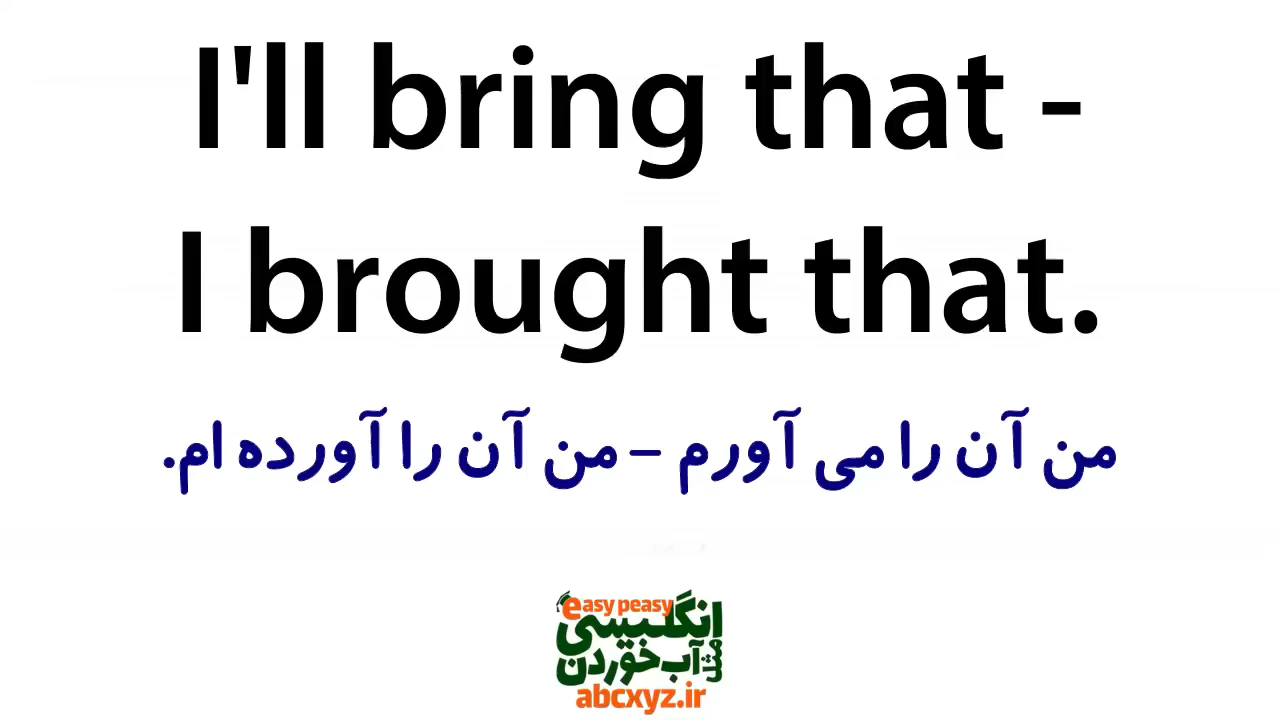 I'll bring that -
I brought that.
من آن را می آورم – من آن را آورده ام.
easy peasy
انگلیسی
مثل آب خوردن
abcxyz.ir